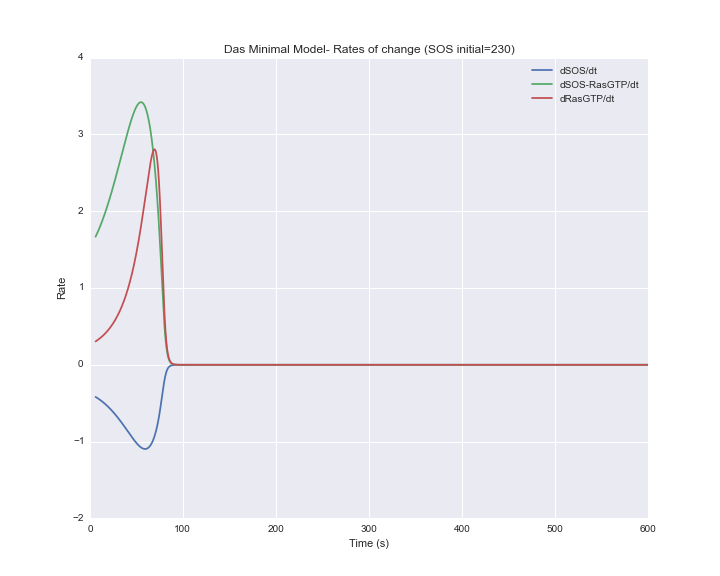 Das Minimal Model- Rates of change (SOS initial=230)
dSOS/dt
dSOS-RasGTP/dt
dRasGTP/dt
4
3
2
1
0
−1
−2
Rate
0 100 200 300 400 500 600
Time (s)